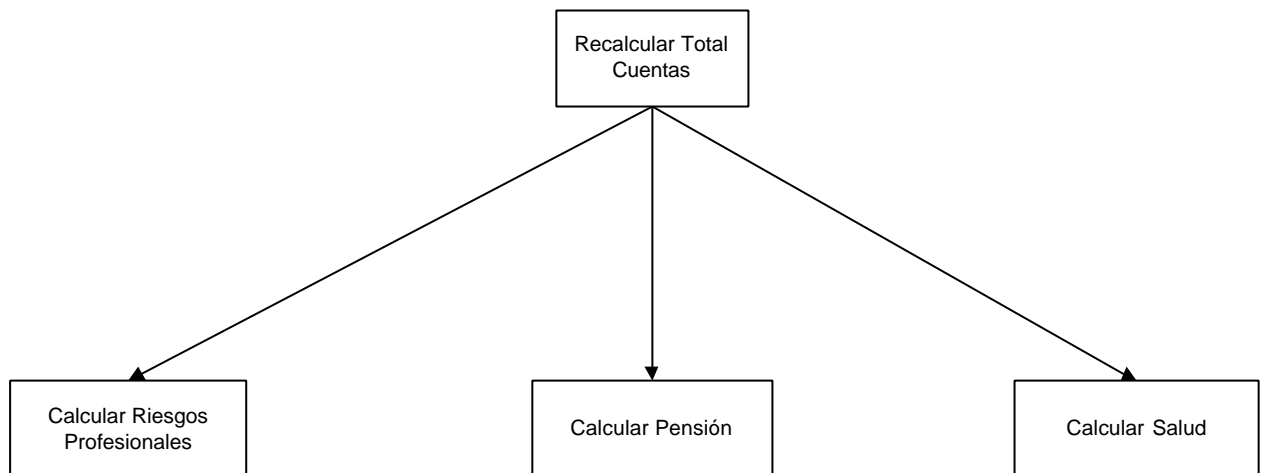 Recalcular Total
Cuentas
Calcular Riesgos
Profesionales
Calcular Pensión
Calcular Salud